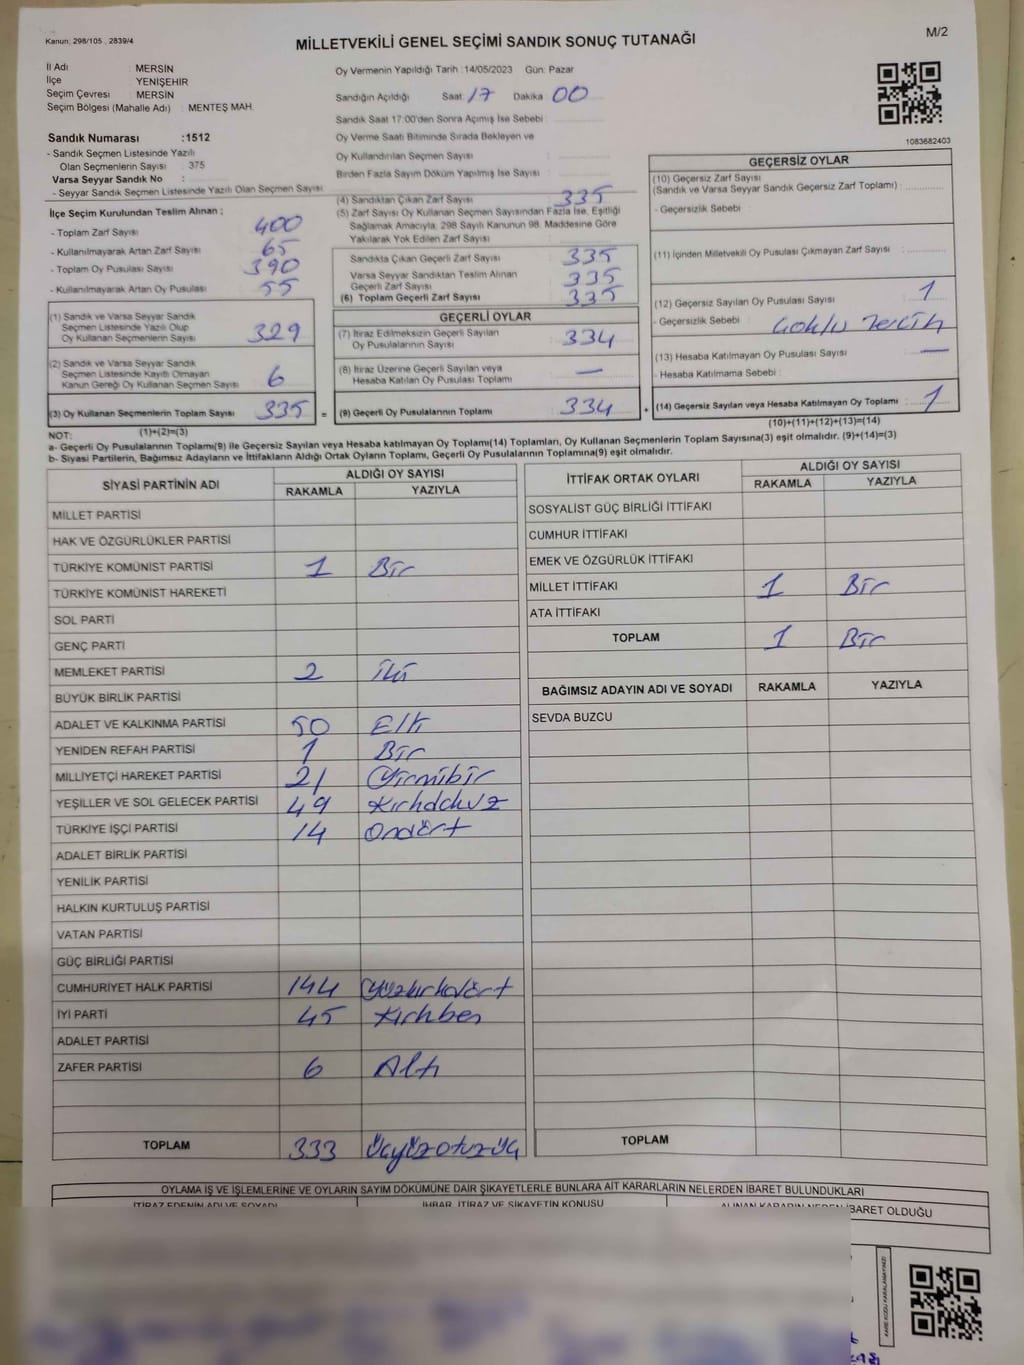 Kanun; 298/105 , 2839/4
MİLLETVEKİLİ GENEL SEÇİMİ SANDIK SONUÇ TUTANAĞI
M/2
İl Adı : MERSİN
İlçe : YENİŞEHİR
Seçim Çevresi : MERSİN
Seçim Bölgesi (Mahalle Adı) : MENTEŞ MAH.
Sandık Numarası :1512
- Sandık Seçmen Listesinde Yazılı
Olan Seçmenlerin Sayısı : 375
Varsa Seyyar Sandık No :
- Seyyar Sandık Seçmen Listesinde Yazılı Olan Seçmen Sayısı :
Oy Vermenin Yapıldığı Tarih :14/05/2023 Gün: Pazar
Sandığın Açıldığı Saat 17 Dakika 00
Sandık Saat 17:00'den Sonra Açımış İse Sebebi :
Oy Verme Saati Bitiminde Sırada Bekleyen ve
Oy Kullandırılan Seçmen Sayısı :
Birden Fazla Sayım Döküm Yapılmış İse Sayısı :
1083682403
İlçe Seçim Kurulundan Teslim Alınan ;
- Toplam Zarf Sayısı : 400
- Kullanılmayarak Artan Zarf Sayısı : 65
- Toplam Oy Pusulası Sayısı : 390
- Kullanılmayarak Artan Oy Pusulası : 55
(1) Sandık ve Varsa Seyyar Sandık
Seçmen Listesinde Yazılı Olup
Oy Kullanan Seçmenlerin Sayısı : 329
(2) Sandık ve Varsa Seyyar Sandık
Seçmen Listesinde Kayıtlı Olmayan
Kanun Gereği Oy Kullanan Seçmen Sayısı : 6
(3) Oy Kullanan Seçmenlerin Toplam Sayısı : 335 =
(4) Sandıktan Çıkan Zarf Sayısı : 335
(5) Zarf Sayısı Oy Kullanan Seçmen Sayısından Fazla İse, Eşitliği
Sağlamak Amacıyla, 298 Sayılı Kanunun 98. Maddesine Göre
Yakılarak Yok Edilen Zarf Sayısı :
Sandıkta Çıkan Geçerli Zarf Sayısı : 335
Varsa Seyyar Sandıktan Teslim Alınan
Geçerli Zarf Sayısı : 335
(6) Toplam Geçerli Zarf Sayısı : 335
GEÇERLİ OYLAR
(7) İtiraz Edilmeksizin Geçerli Sayılan
Oy Pusulalarının Sayısı : 334
(8) İtiraz Üzerine Geçerli Sayılan veya
Hesaba Katılan Oy Pusulası Toplamı : —
(9) Geçerli Oy Pusulalarının Toplamı : 334 +
GEÇERSİZ OYLAR
(10) Geçersiz Zarf Sayısı
(Sandık ve Varsa Seyyar Sandık Geçersiz Zarf Toplamı) :
- Geçersizlik Sebebi :
(11) İçinden Milletvekili Oy Pusulası Çıkmayan Zarf Sayısı :
(12) Geçersiz Sayılan Oy Pusulası Sayısı : 1
- Geçersizlik Sebebi : Çoklu Tercih
(13) Hesaba Katılmayan Oy Pusulası Sayısı : —
- Hesaba Katılmama Sebebi :
(14) Geçersiz Sayılan veya Hesaba Katılmayan Oy Toplamı : 1
(1)+(2)=(3)
(10)+(11)+(12)+(13)=(14)
NOT:
a- Geçerli Oy Pusulalarının Toplamı(9) ile Geçersiz Sayılan veya Hesaba katılmayan Oy Toplamı(14) Toplamları, Oy Kullanan Seçmenlerin Toplam Sayısına(3) eşit olmalıdır. (9)+(14)=(3)
b- Siyasi Partilerin, Bağımsız Adayların ve İttifakların Aldığı Ortak Oyların Toplamı, Geçerli Oy Pusulalarının Toplamına(9) eşit olmalıdır.
SİYASİ PARTİNİN ADI ALDIĞI OY SAYISI
RAKAMLA YAZIYLA
MİLLET PARTİSİ
HAK VE ÖZGÜRLÜKLER PARTİSİ
TÜRKİYE KOMÜNİST PARTİSİ 1 Bir
TÜRKİYE KOMÜNİST HAREKETİ
SOL PARTİ
GENÇ PARTİ
MEMLEKET PARTİSİ 2 iki
BÜYÜK BİRLİK PARTİSİ
ADALET VE KALKINMA PARTİSİ 50 Elli
YENİDEN REFAH PARTİSİ 1 Bir
MİLLİYETÇİ HAREKET PARTİSİ 21 Yirmibir
YEŞİLLER VE SOL GELECEK PARTİSİ 49 Kırkdokuz
TÜRKİYE İŞÇİ PARTİSİ 14 Ondört
ADALET BİRLİK PARTİSİ
YENİLİK PARTİSİ
HALKIN KURTULUŞ PARTİSİ
VATAN PARTİSİ
GÜÇ BİRLİĞİ PARTİSİ
CUMHURİYET HALK PARTİSİ 144 Yüzkırkdört
İYİ PARTİ 45 Kırkbeş
ADALET PARTİSİ
ZAFER PARTİSİ 6 Altı
TOPLAM 333 Üçyüzotuzüç
İTTİFAK ORTAK OYLARI ALDIĞI OY SAYISI
RAKAMLA YAZIYLA
SOSYALİST GÜÇ BİRLİĞİ İTTİFAKI
CUMHUR İTTİFAKI
EMEK VE ÖZGÜRLÜK İTTİFAKI
MİLLET İTTİFAKI 1 Bir
ATA İTTİFAKI
TOPLAM 1 Bir
BAĞIMSIZ ADAYIN ADI VE SOYADI RAKAMLA YAZIYLA
SEVDA BUZCU
TOPLAM
OYLAMA İŞ VE İŞLEMLERİNE VE OYLARIN SAYIM DÖKÜMÜNE DAİR ŞİKAYETLERLE BUNLARA AİT KARARLARIN NELERDEN İBARET BULUNDUKLARI
İTİRAZ EDENİN ADI VE SOYADI İHBAR, İTİRAZ VE ŞİKAYETİN KONUSU ALINAN KARARIN NEDEN İBARET OLDUĞU
KARE KODU KARALAMAYINIZ!